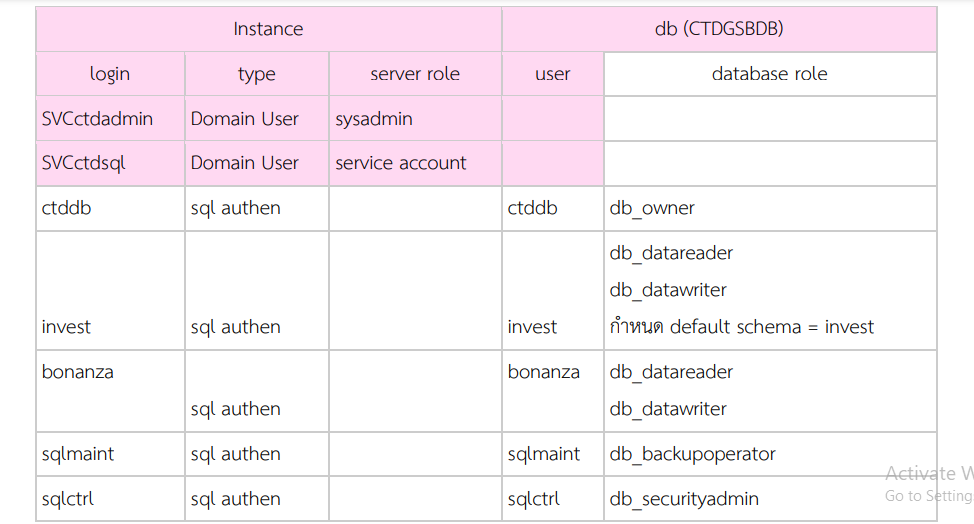 Instance db (CTDGSBDB)
login type server role user database role
SVCctdadmin Domain User sysadmin
SVCctdsql Domain User service account
ctddb sql authen ctddb db_owner
db_datareader
db_datawriter
invest sql authen invest กำหนด default schema = invest
bonanza bonanza db_datareader
sql authen db_datawriter
sqlmaint sql authen sqlmaint db_backupoperator
sqlctrl sql authen sqlctrl db_securityadmin
Activate W
Go to Setting